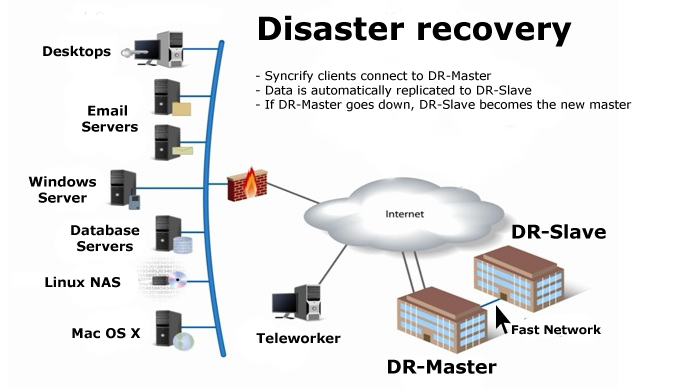 Disaster recovery
- Syncrify clients connect to DR-Master
- Data is automatically replicated to DR-Slave
- If DR-Master goes down, DR-Slave becomes the new master
Desktops
Email
Servers
Windows
Server
Database
Servers
Linux NAS
Mac OS X
Internet
Teleworker
DR-Slave
Fast Network
DR-Master